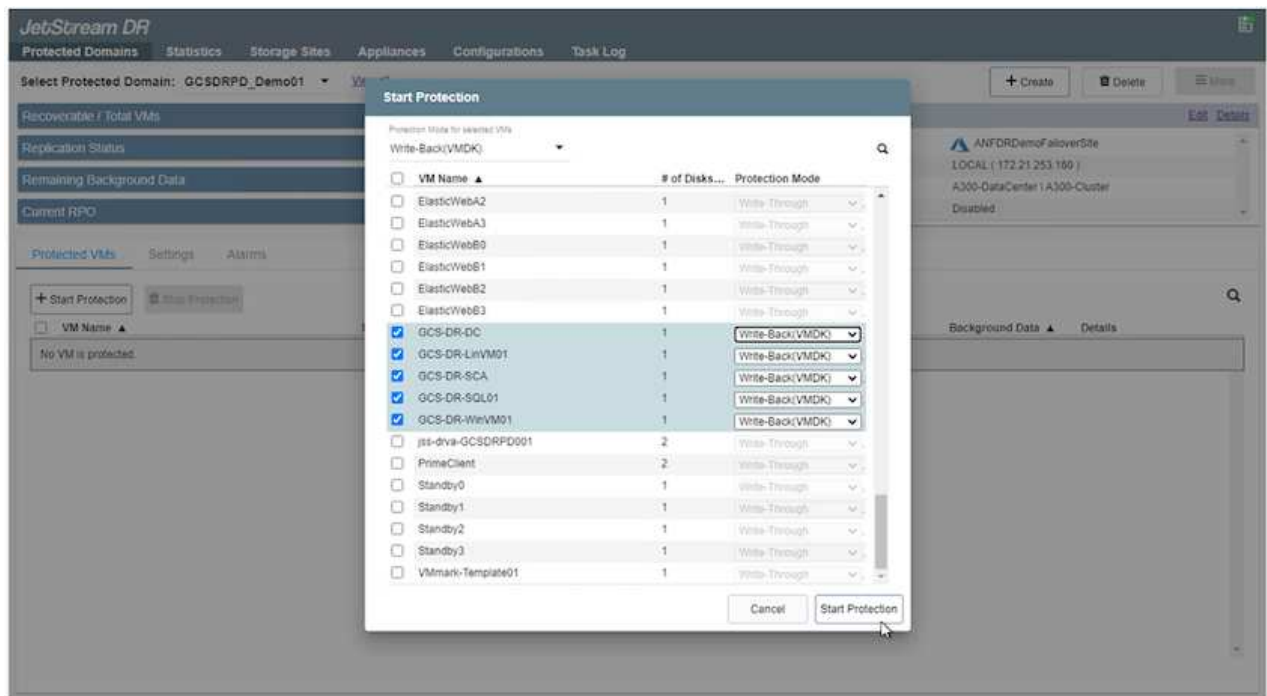 JetStream DR
Protected Domains Statistics Storage Sites Appliances Configurations Task Log
Select Protected Domain: GCSDRPD_Demo01
+ Create Delete More
Recoverable / Total VMs
Edit Details
Replication Status
Remaining Background Data
Current RPO
ANFDRDemoFailoverSite
LOCAL ( 172.21.253.160 )
A300-DataCenter \ A300-Cluster
Disabled
Protected VMs Settings Alarms
+ Start Protection Stop Protection
VM Name ▲
Background Data ▲ Details
No VM is protected.
Start Protection
Protection Mode for selected VMs
Write-Back(VMDK)
VM Name ▲ # of Disks... Protection Mode
ElasticWebA2 1 Write-Through
ElasticWebA3 1 Write-Through
ElasticWebB0 1 Write-Through
ElasticWebB1 1 Write-Through
ElasticWebB2 1 Write-Through
ElasticWebB3 1 Write-Through
GCS-DR-DC 1 Write-Back(VMDK)
GCS-DR-LinVM01 1 Write-Back(VMDK)
GCS-DR-SCA 1 Write-Back(VMDK)
GCS-DR-SQL01 1 Write-Back(VMDK)
GCS-DR-WinVM01 1 Write-Back(VMDK)
jss-drva-GCSDRPD001 2 Write-Through
PrimeClient 2 Write-Through
Standby0 1 Write-Through
Standby1 1 Write-Through
Standby2 1 Write-Through
Standby3 1 Write-Through
VMmark-Template01 1 Write-Through
Cancel Start Protection